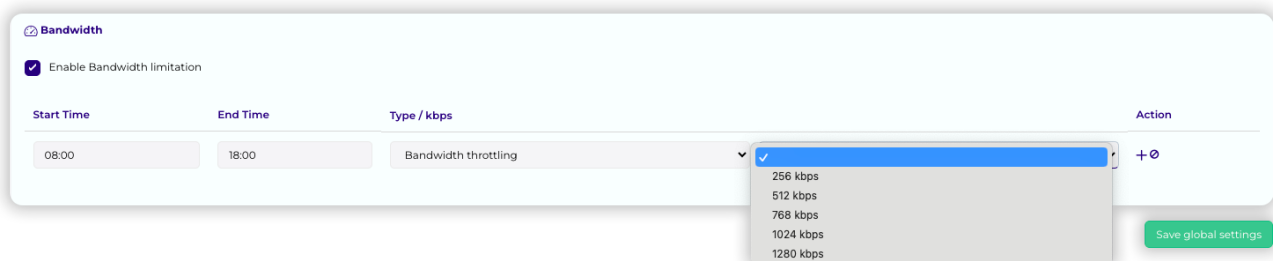 Bandwidth
Enable Bandwidth limitation
Start Time End Time Type / kbps Action
08:00 18:00 Bandwidth throttling
256 kbps
512 kbps
768 kbps
1024 kbps
1280 kbps
Save global settings